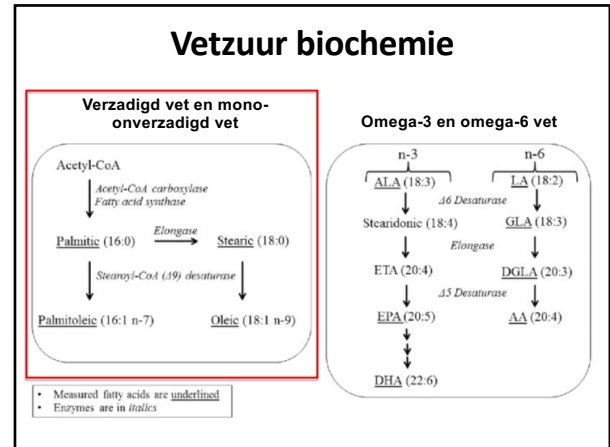 Vetzuur biochemie
Verzadigd vet en mono-
onverzadigd vet
Acetyl-CoA
Acetyl-CoA carboxylase
Fatty acid synthase
Elongase
Palmitic (16:0)
Stearic (18:0)
Stearoyl-CoA (Δ9) desaturase
Palmitoleic (16:1 n-7)
Oleic (18:1 n-9)
Omega-3 en omega-6 vet
n-3
n-6
ALA (18:3)
LA (18:2)
Δ6 Desaturase
Stearidonic (18:4)
GLA (18:3)
Elongase
ETA (20:4)
DGLA (20:3)
Δ5 Desaturase
EPA (20:5)
AA (20:4)
DHA (22:6)
• Measured fatty acids are underlined
• Enzymes are in italics